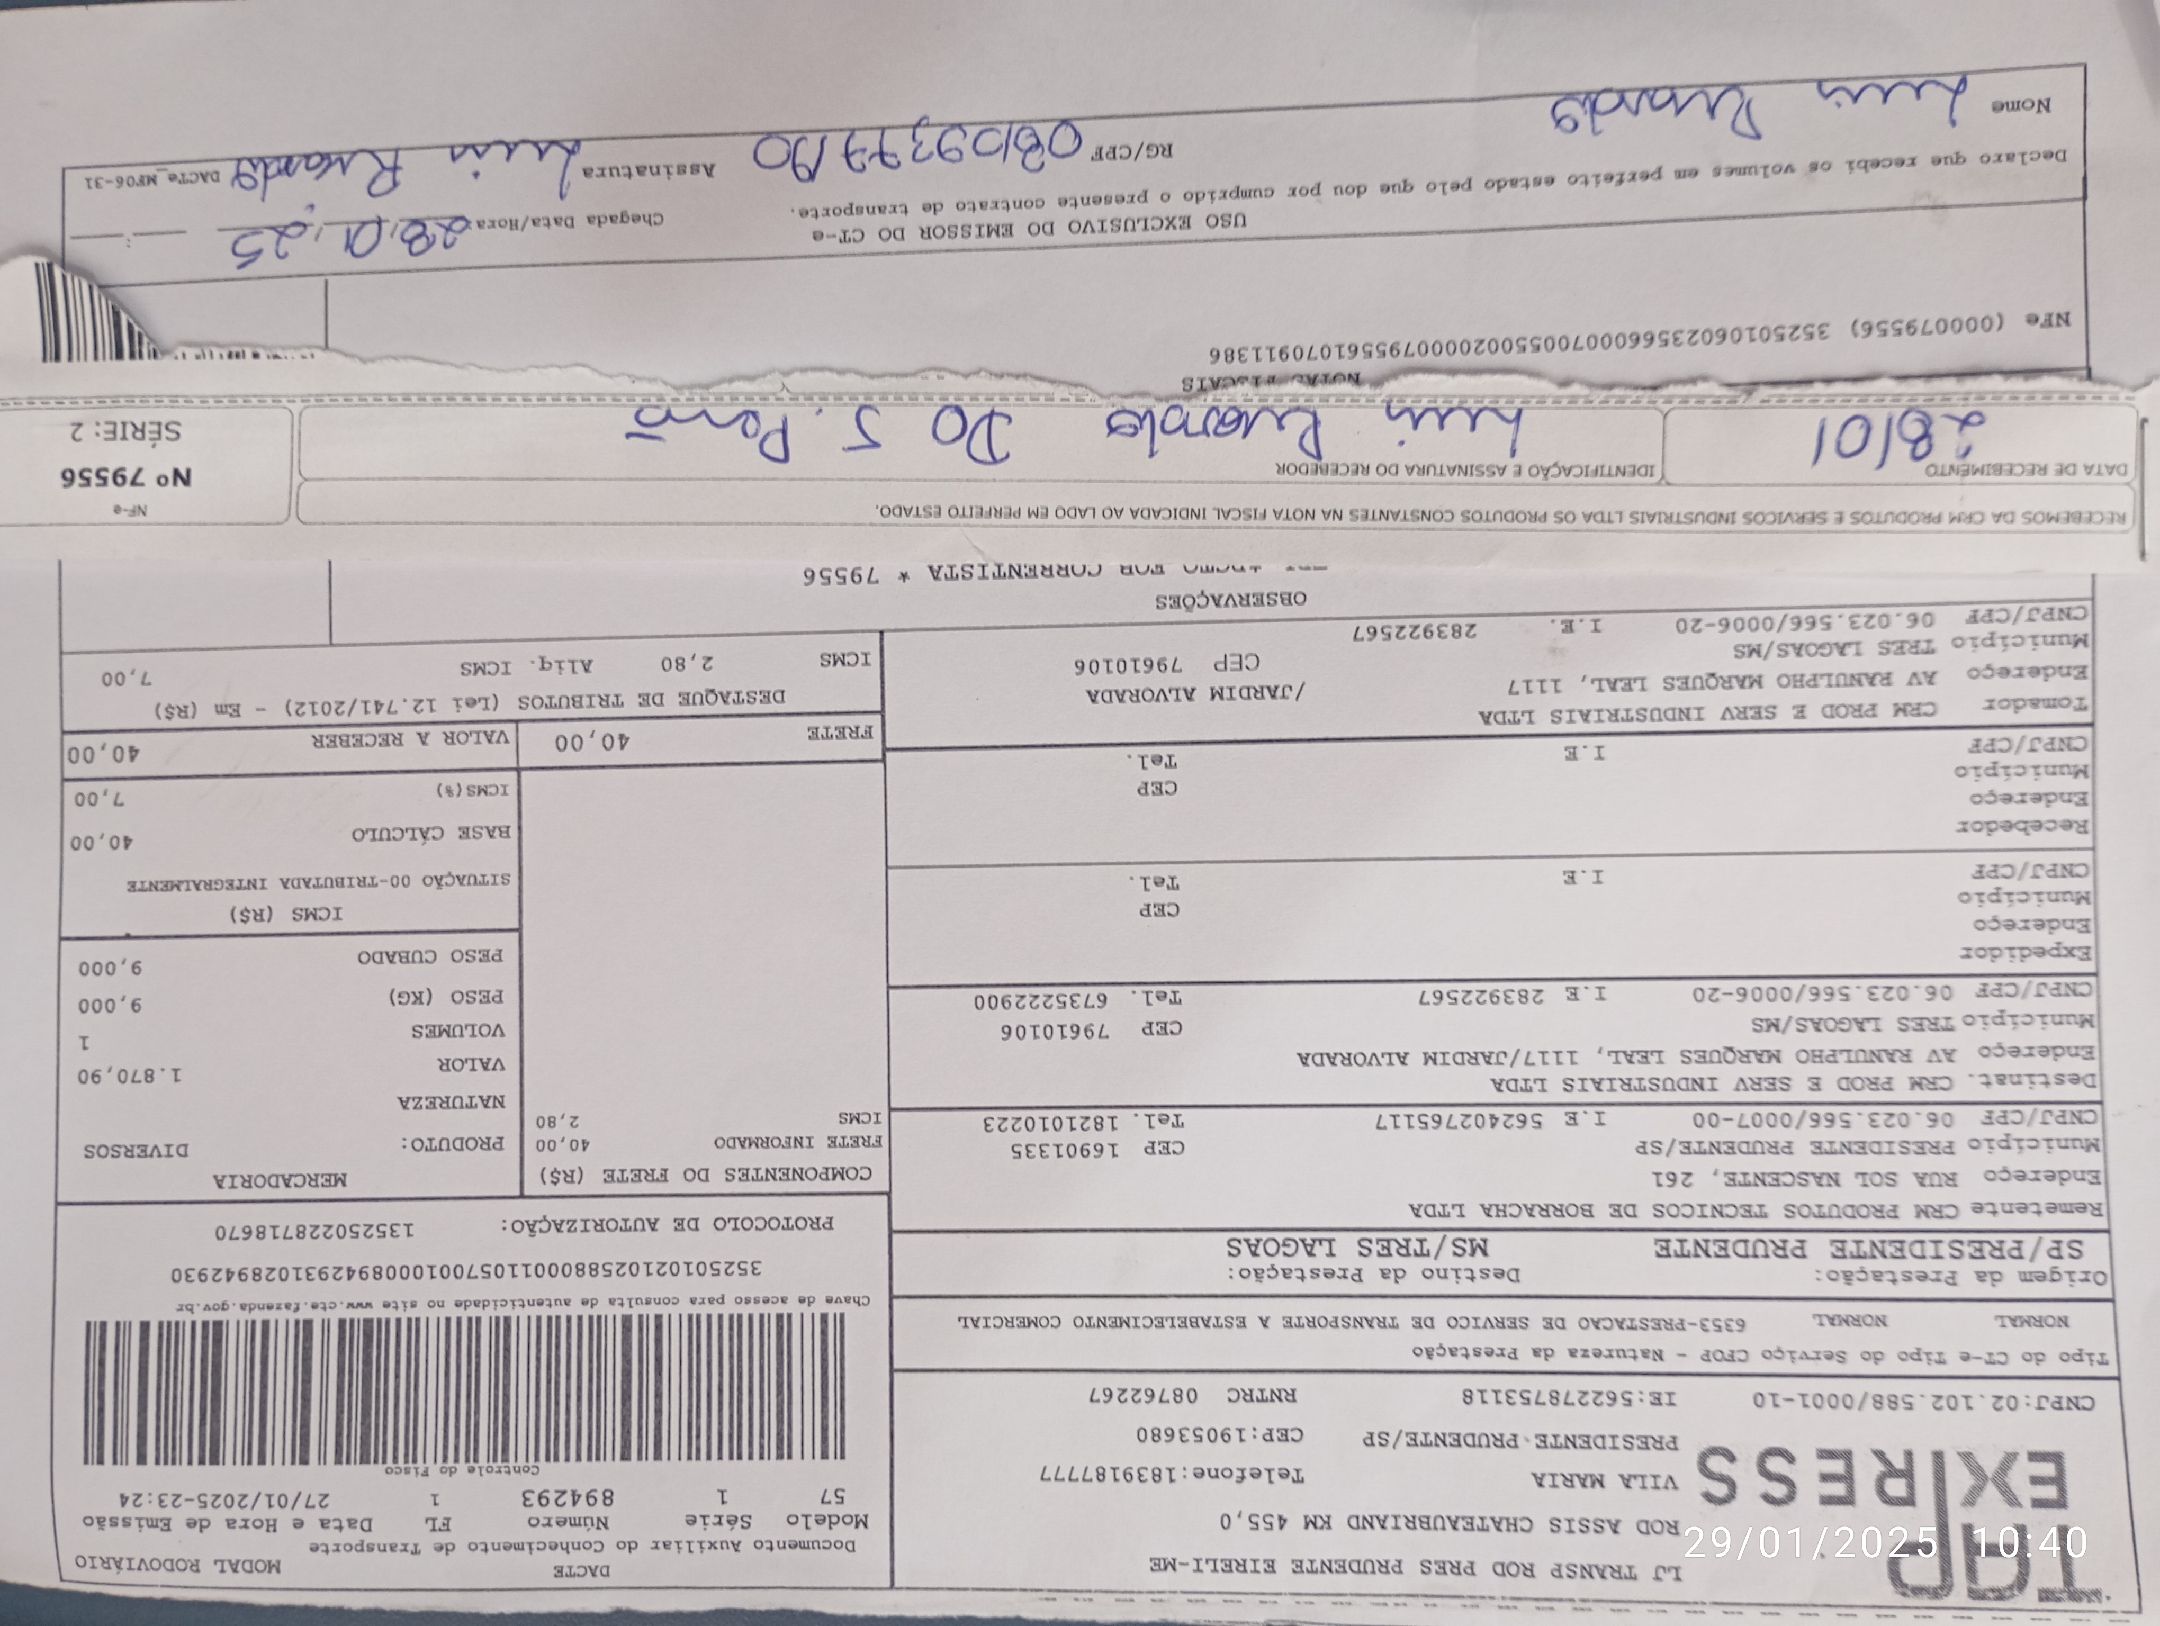 LJ TRANSP ROD PRES PRUDENTE EIRELI-ME
ROD ASSIS CHATEAUBRIAND KM 455,0
VILA MARIA Telefone:1839187777
PRESIDENTE PRUDENTE/SP CEP:19053680
EXPRESS
CNPJ:02.102.588/0001-10 IE:562278753118 RNTRC 08762267
DACTE MODAL RODOVIÁRIO
Documento Auxiliar do Conhecimento de Transporte
Modelo Série Número FL Data e Hora de Emissão
57 1 894293 1 27/01/2025-23:24
Controle do Fisco
Chave de acesso para consulta de autenticidade no site www.cte.fazenda.gov.br
35250102102588000110570010008942931028942930
PROTOCOLO DE AUTORIZAÇÃO: 135250228718670
Tipo do CT-e Tipo do Serviço CFOP - Natureza da Prestação
NORMAL NORMAL 6353-PRESTACAO DE SERVICO DE TRANSPORTE A ESTABELECIMENTO COMERCIAL
Origem da Prestação: Destino da Prestação:
SP/PRESIDENTE PRUDENTE MS/TRES LAGOAS
Remetente CRM PRODUTOS TECNICOS DE BORRACHA LTDA
Endereço RUA SOL NASCENTE, 261
Município PRESIDENTE PRUDENTE/SP CEP 16901335
CNPJ/CPF 06.023.566/0007-00 I.E 562402765117 Tel. 1821010223
Destinat. CRM PROD E SERV INDUSTRIAIS LTDA
Endereço AV RANULPHO MARQUES LEAL, 1117/JARDIM ALVORADA
Município TRES LAGOAS/MS CEP 79610106
CNPJ/CPF 06.023.566/0006-20 I.E 283922567 Tel. 6735222900
Expedidor
Endereço
Município CEP
CNPJ/CPF I.E Tel.
Recebedor
Endereço
Município CEP
CNPJ/CPF I.E Tel.
Tomador CRM PROD E SERV INDUSTRIAIS LTDA
Endereço AV RANULPHO MARQUES LEAL, 1117 /JARDIM ALVORADA
Município TRES LAGOAS/MS CEP 79610106
CNPJ/CPF 06.023.566/0006-20 I.E. 283922567
COMPONENTES DO FRETE (R$)
FRETE INFORMADO 40,00
ICMS 2,80
MERCADORIA
PRODUTO: DIVERSOS
NATUREZA
VALOR 1.870,90
VOLUMES 1
PESO (KG) 9,000
PESO CUBADO 9,000
ICMS (R$)
SITUAÇÃO 00-TRIBUTADA INTEGRALMENTE
BASE CÁLCULO 40,00
ICMS(%) 7,00
FRETE 40,00 VALOR A RECEBER 40,00
DESTAQUE DE TRIBUTOS (Lei 12.741/2012) - Em (R$)
ICMS 2,80 Aliq. ICMS 7,00
OBSERVAÇÕES
POR CORRENTISTA * 79556
RECEBEMOS DA CRM PRODUTOS E SERVICOS INDUSTRIAIS LTDA OS PRODUTOS CONSTANTES NA NOTA FISCAL INDICADA AO LADO EM PERFEITO ESTADO.
DATA DE RECEBIMENTO IDENTIFICAÇÃO E ASSINATURA DO RECEBEDOR
28/01 Luis Ricardo Do S.
NF-e
Nº 79556
SÉRIE: 2
NOTAS FISCAIS
NFe (000079556) 35250106023566000700550020000795561070911386
USO EXCLUSIVO DO EMISSOR DO CT-e
Chegada Data/Hora: 28,01,25
Declaro que recebi os volumes em perfeito estado pelo que dou por cumprido o presente contrato de transporte.
Nome Luis Ricardo RG/CPF Assinatura Luis Ricardo DACTe_MF06-31
29/01/2025 10:40